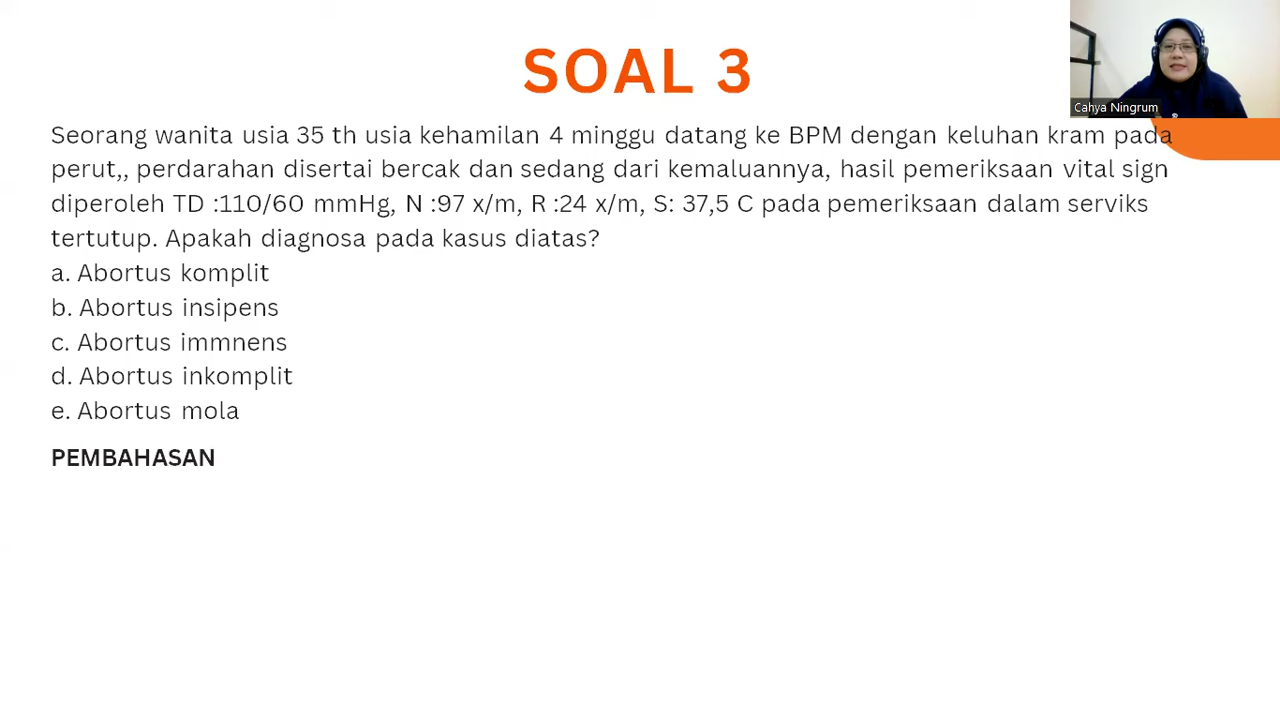 SOAL 3
Cahya Ningrum
Seorang wanita usia 35 th usia kehamilan 4 minggu datang ke BPM dengan keluhan kram pada
perut,, perdarahan disertai bercak dan sedang dari kemaluannya, hasil pemeriksaan vital sign
diperoleh TD :110/60 mmHg, N :97 x/m, R :24 x/m, S: 37,5 C pada pemeriksaan dalam serviks
tertutup. Apakah diagnosa pada kasus diatas?
a. Abortus komplit
b. Abortus insipens
c. Abortus immnens
d. Abortus inkomplit
e. Abortus mola
PEMBAHASAN